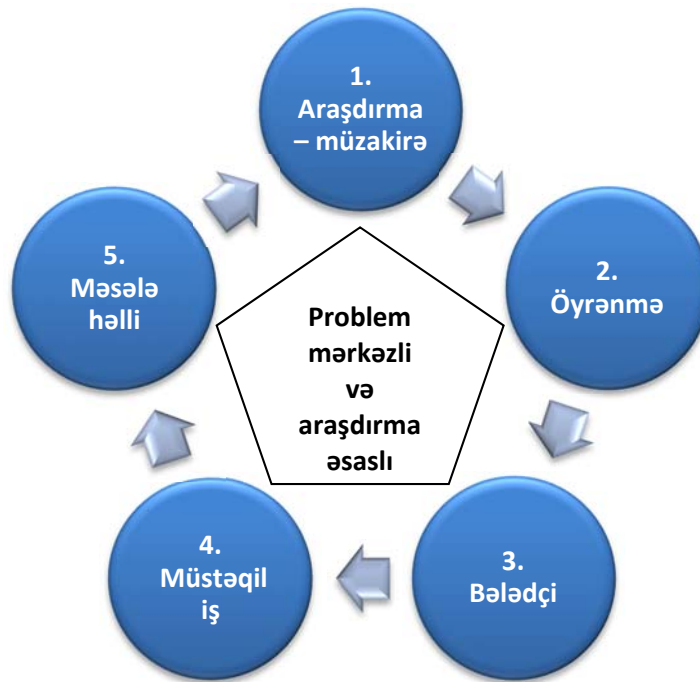 1.
Araşdırma
– müzakirə
2.
Öyrənmə
3.
Bələdçi
4.
Müstəqil
iş
5.
Məsələ
həlli
Problem
mərkəzli
və
araşdırma
əsaslı